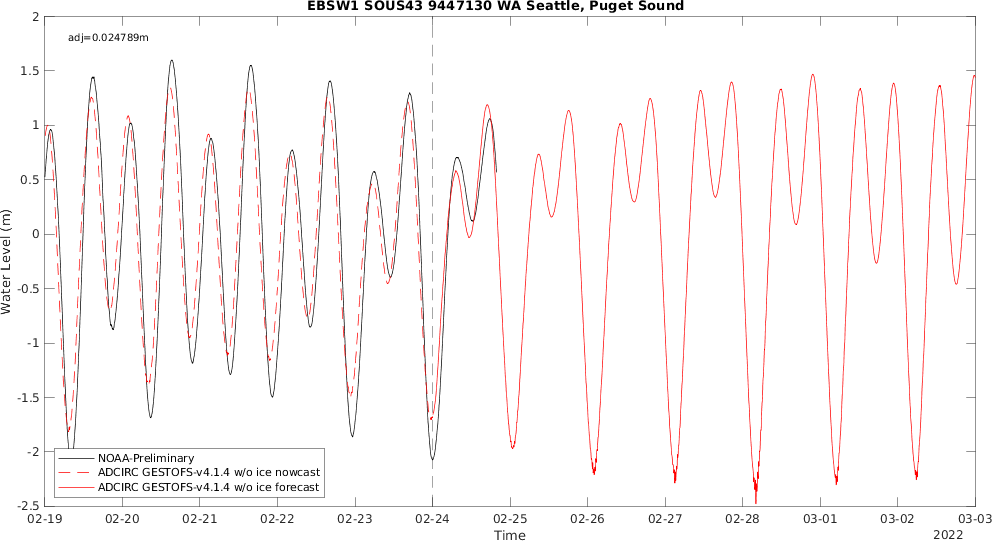 EBSW1 SOUS43 9447130 WA Seattle, Puget Sound
adj=0.024789m
2
1.5
1
0.5
0
-0.5
-1
-1.5
-2
-2.5
Water Level (m)
NOAA-Preliminary
ADCIRC GESTOFS-v4.1.4 w/o ice nowcast
ADCIRC GESTOFS-v4.1.4 w/o ice forecast
02-19 02-20 02-21 02-22 02-23 02-24 02-25 02-26 02-27 02-28 03-01 03-02 03-03
Time
2022